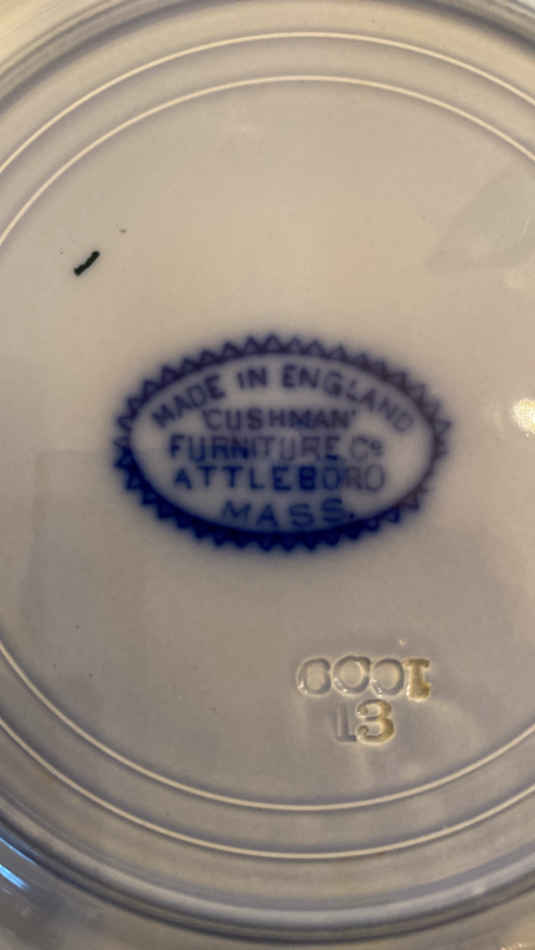 MADE IN ENGLAND
'CUSHMAN'
FURNITURE Co
ATTLEBORO
MASS.